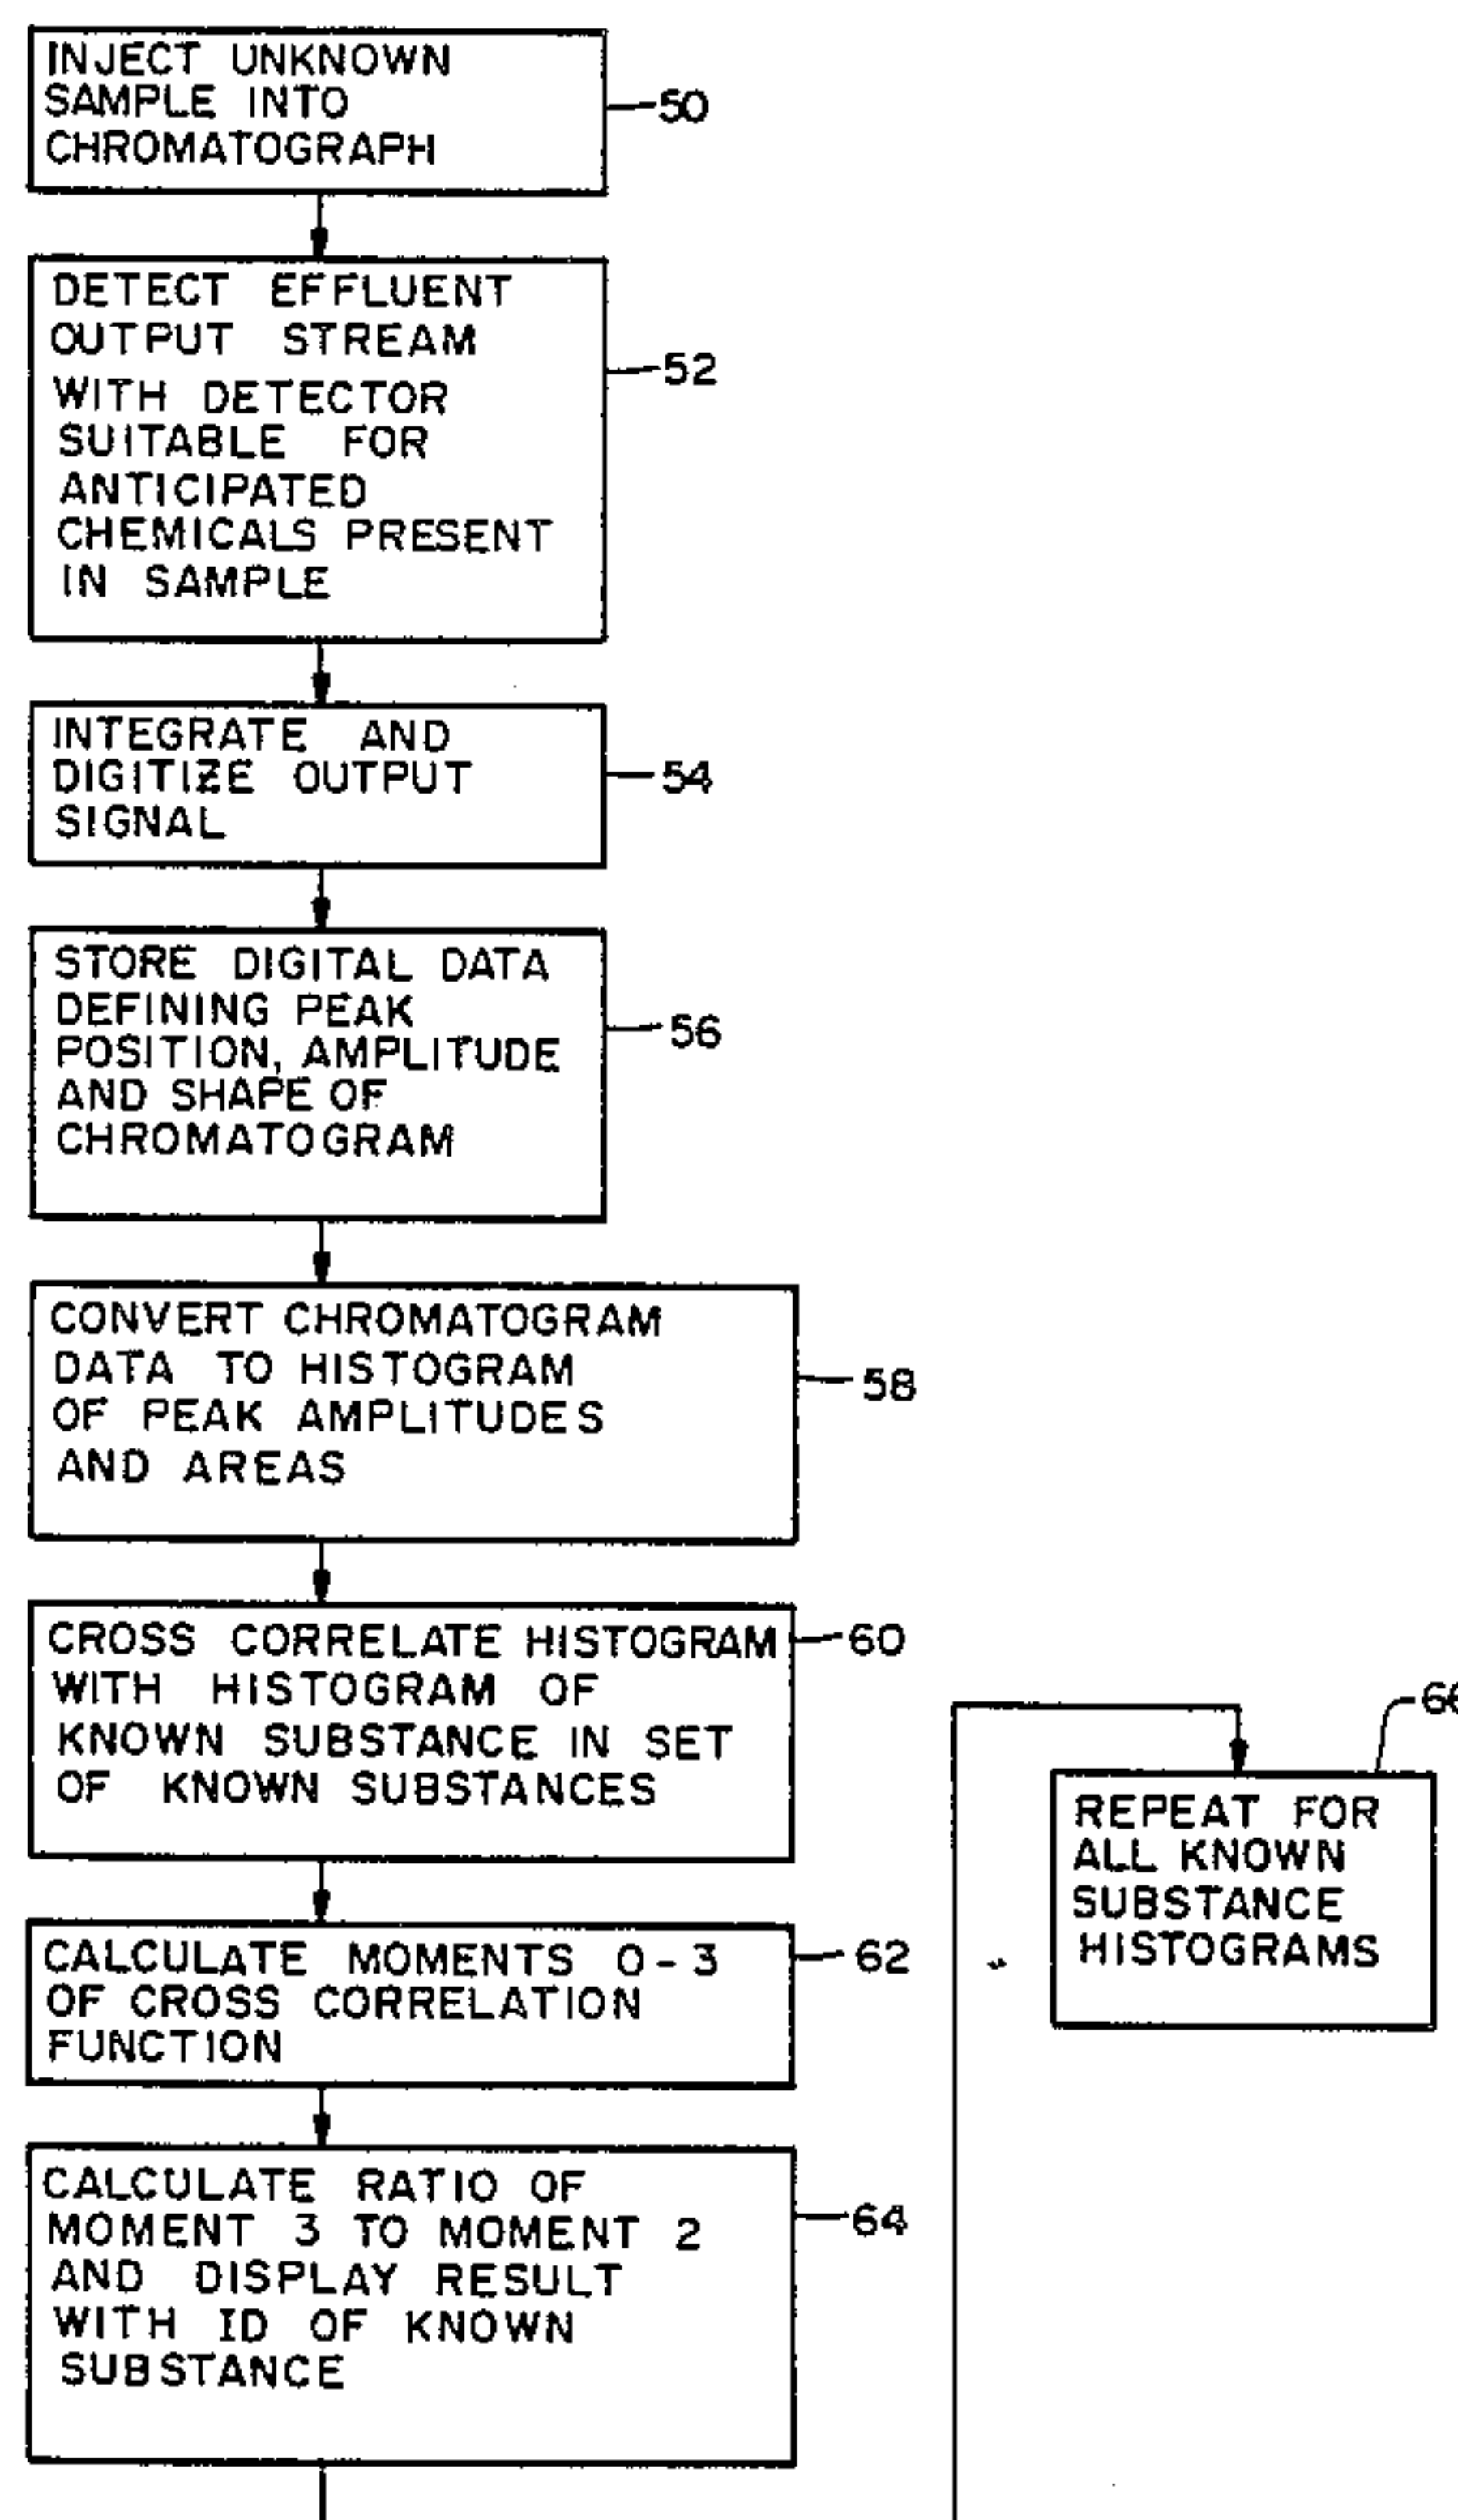 INJECT UNKNOWN
SAMPLE INTO
CHROMATOGRAPH
50
DETECT EFFLUENT
OUTPUT STREAM
WITH DETECTOR
SUITABLE FOR
ANTICIPATED
CHEMICALS PRESENT
IN SAMPLE
52
INTEGRATE AND
DIGITIZE OUTPUT
SIGNAL
54
STORE DIGITAL DATA
DEFINING PEAK
POSITION, AMPLITUDE
AND SHAPE OF
CHROMATOGRAM
56
CONVERT CHROMATOGRAM
DATA TO HISTOGRAM
OF PEAK AMPLITUDES
AND AREAS
58
CROSS CORRELATE HISTOGRAM
WITH HISTOGRAM OF
KNOWN SUBSTANCE IN SET
OF KNOWN SUBSTANCES
60
CALCULATE MOMENTS 0-3
OF CROSS CORRELATION
FUNCTION
62
CALCULATE RATIO OF
MOMENT 3 TO MOMENT 2
AND DISPLAY RESULT
WITH ID OF KNOWN
SUBSTANCE
64
REPEAT FOR
ALL KNOWN
SUBSTANCE
HISTOGRAMS